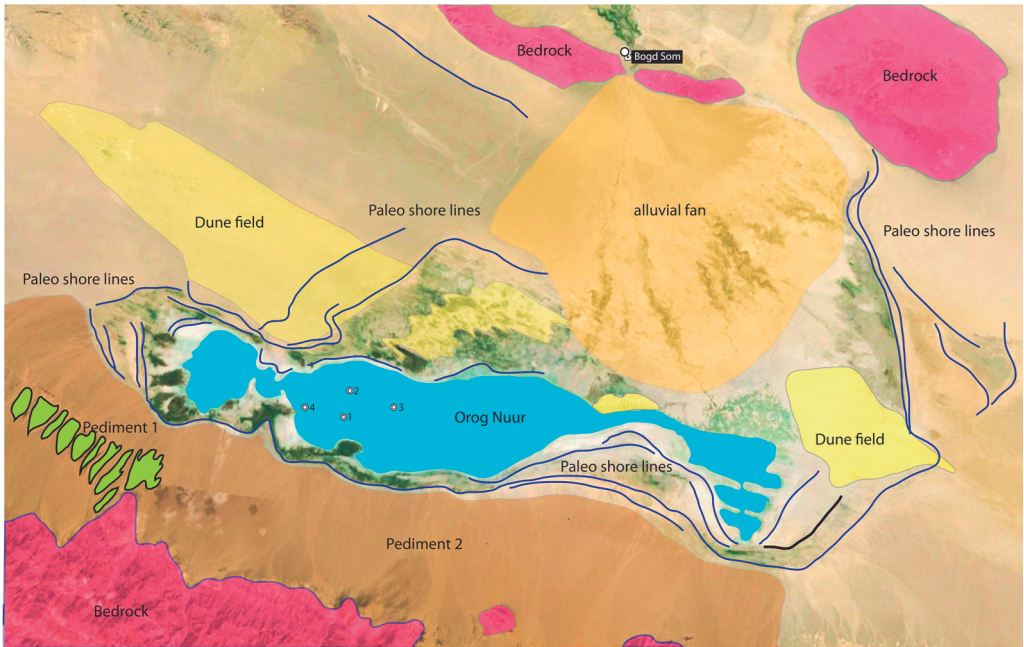 Bedrock
Bogd Som
Bedrock
Dune field
Paleo shore lines
alluvial fan
Paleo shore lines
Paleo shore lines
2
4
3
1
Orog Nuur
Pediment 1
Dune field
Paleo shore lines
Pediment 2
Bedrock